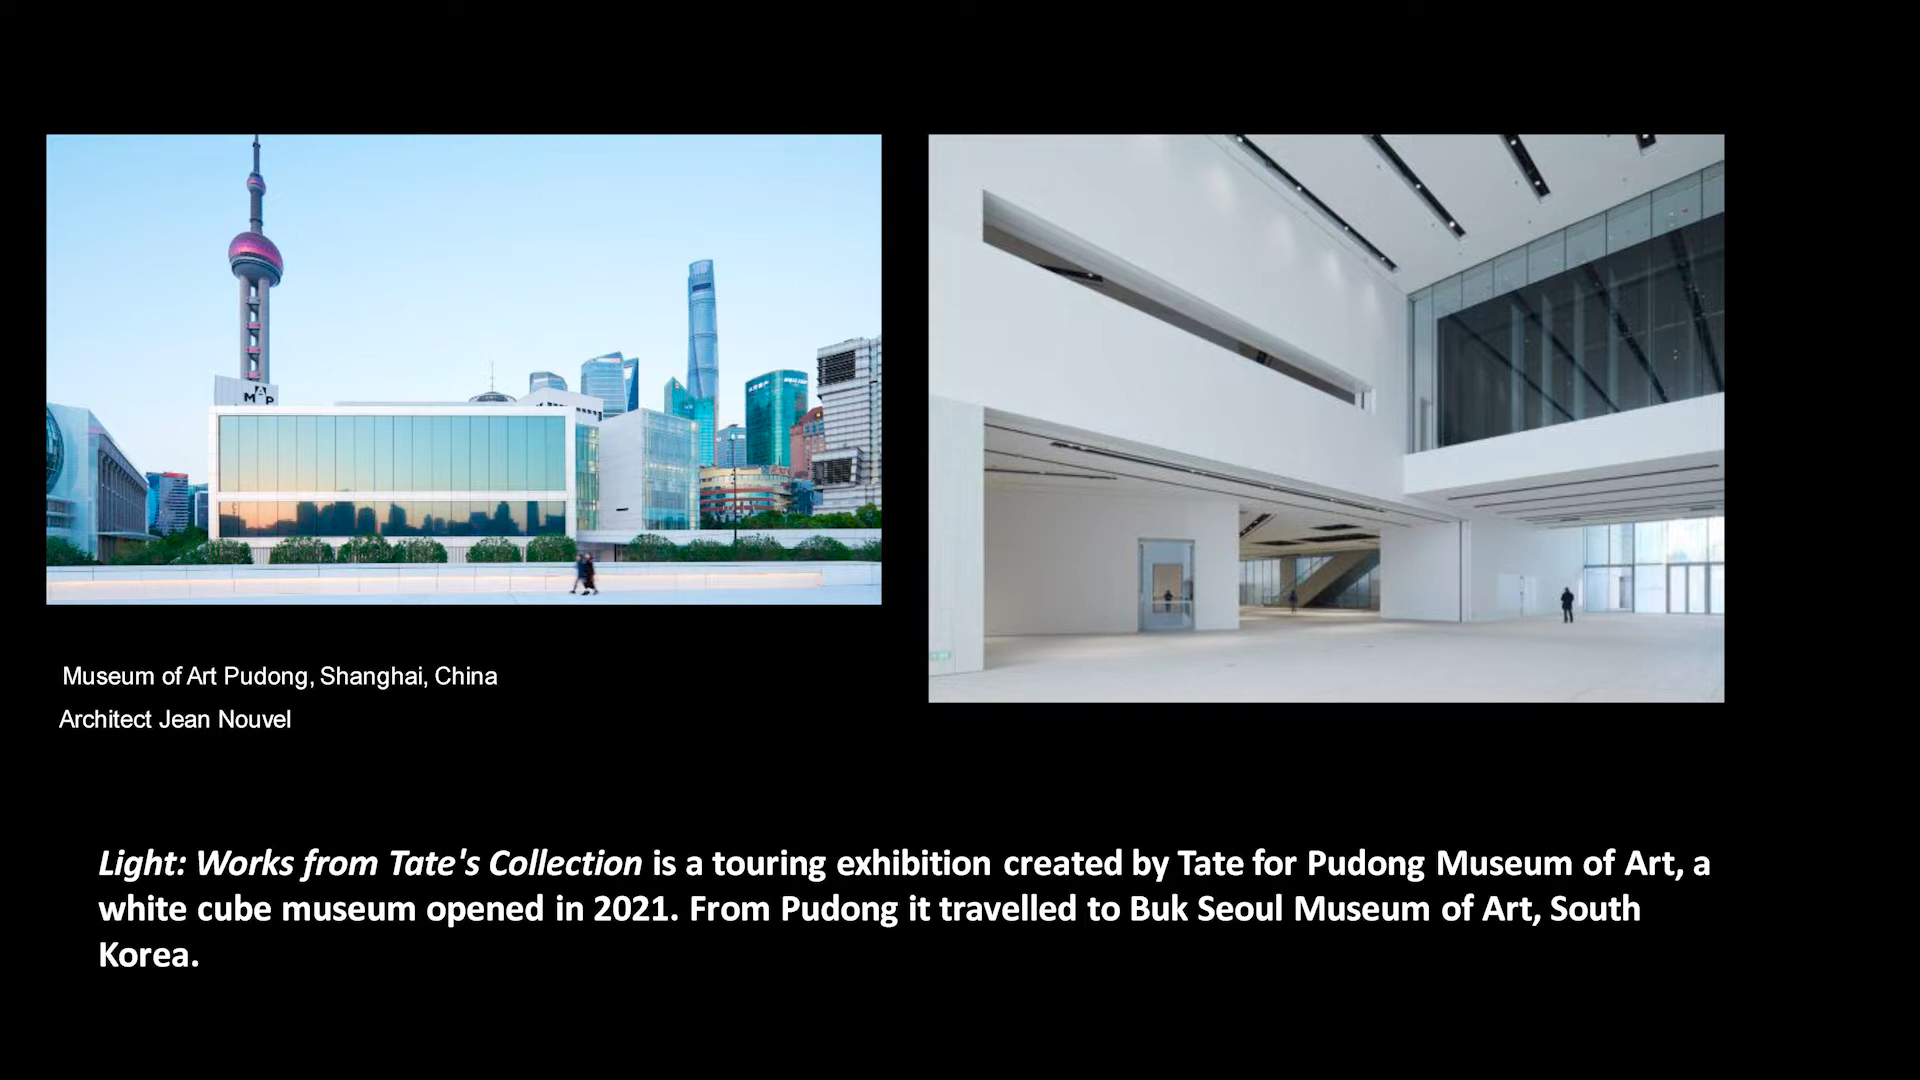 MAP
Museum of Art Pudong, Shanghai, China
Architect Jean Nouvel
Light: Works from Tate's Collection is a touring exhibition created by Tate for Pudong Museum of Art, a
white cube museum opened in 2021. From Pudong it travelled to Buk Seoul Museum of Art, South
Korea.